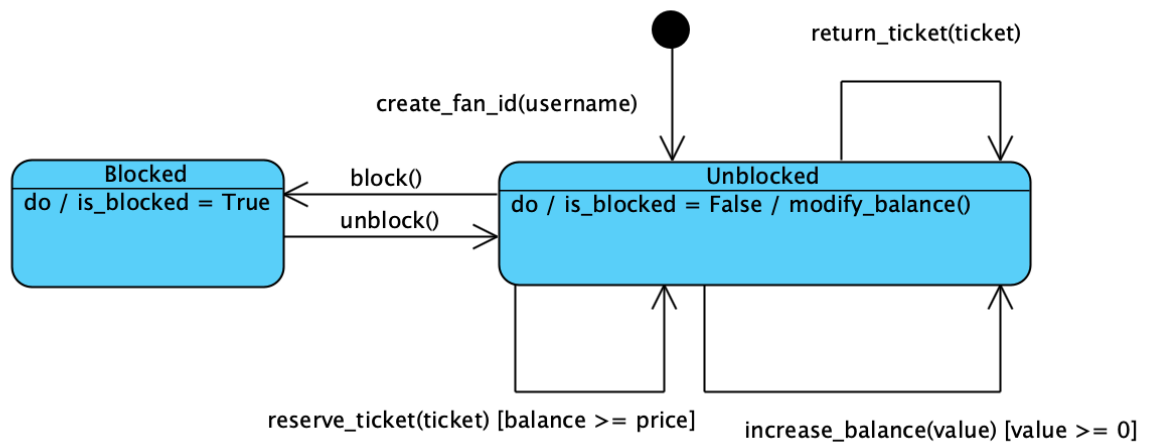 return_ticket(ticket)
create_fan_id(username)
Blocked
do / is_blocked = True
block()
unblock()
Unblocked
do / is_blocked = False / modify_balance()
reserve_ticket(ticket) [balance >= price]
increase_balance(value) [value >= 0]